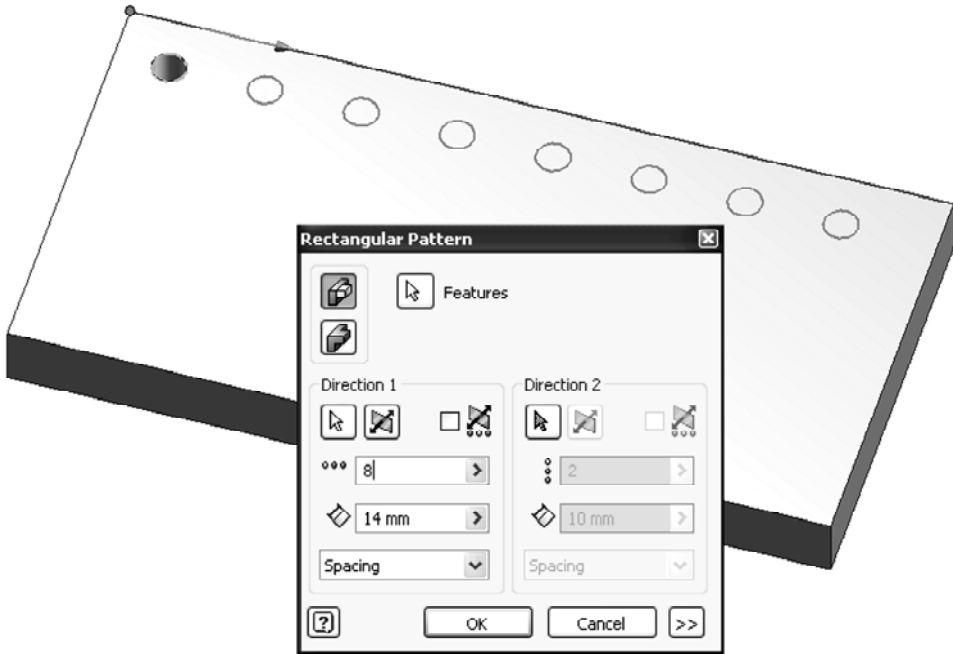 Rectangular Pattern
Features
Direction 1
Direction 2
8
2
14 mm
10 mm
Spacing
Spacing
?
OK
Cancel
>>